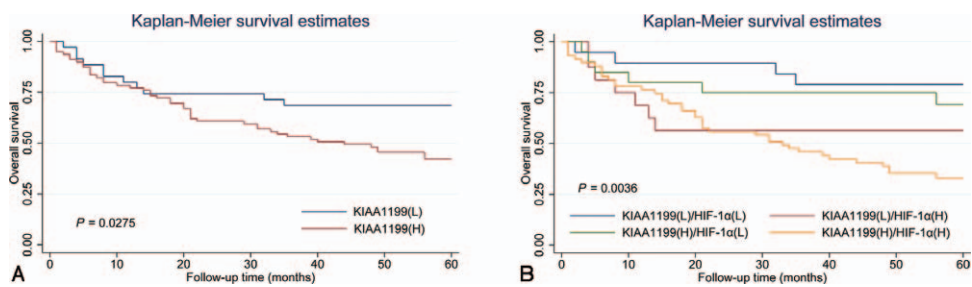 Kaplan-Meier survival estimates
1.00
0.75
0.50
0.25
0.00
Overall survival
P = 0.0275
KIAA1199(L)
KIAA1199(H)
0 10 20 30 40 50 60
Follow-up time (months)
A
Kaplan-Meier survival estimates
1.00
0.75
0.50
0.25
0.00
Overall survival
P = 0.0036
KIAA1199(L)/HIF-1α(L) KIAA1199(L)/HIF-1α(H)
KIAA1199(H)/HIF-1α(L) KIAA1199(H)/HIF-1α(H)
0 10 20 30 40 50 60
Follow-up time (months)
B